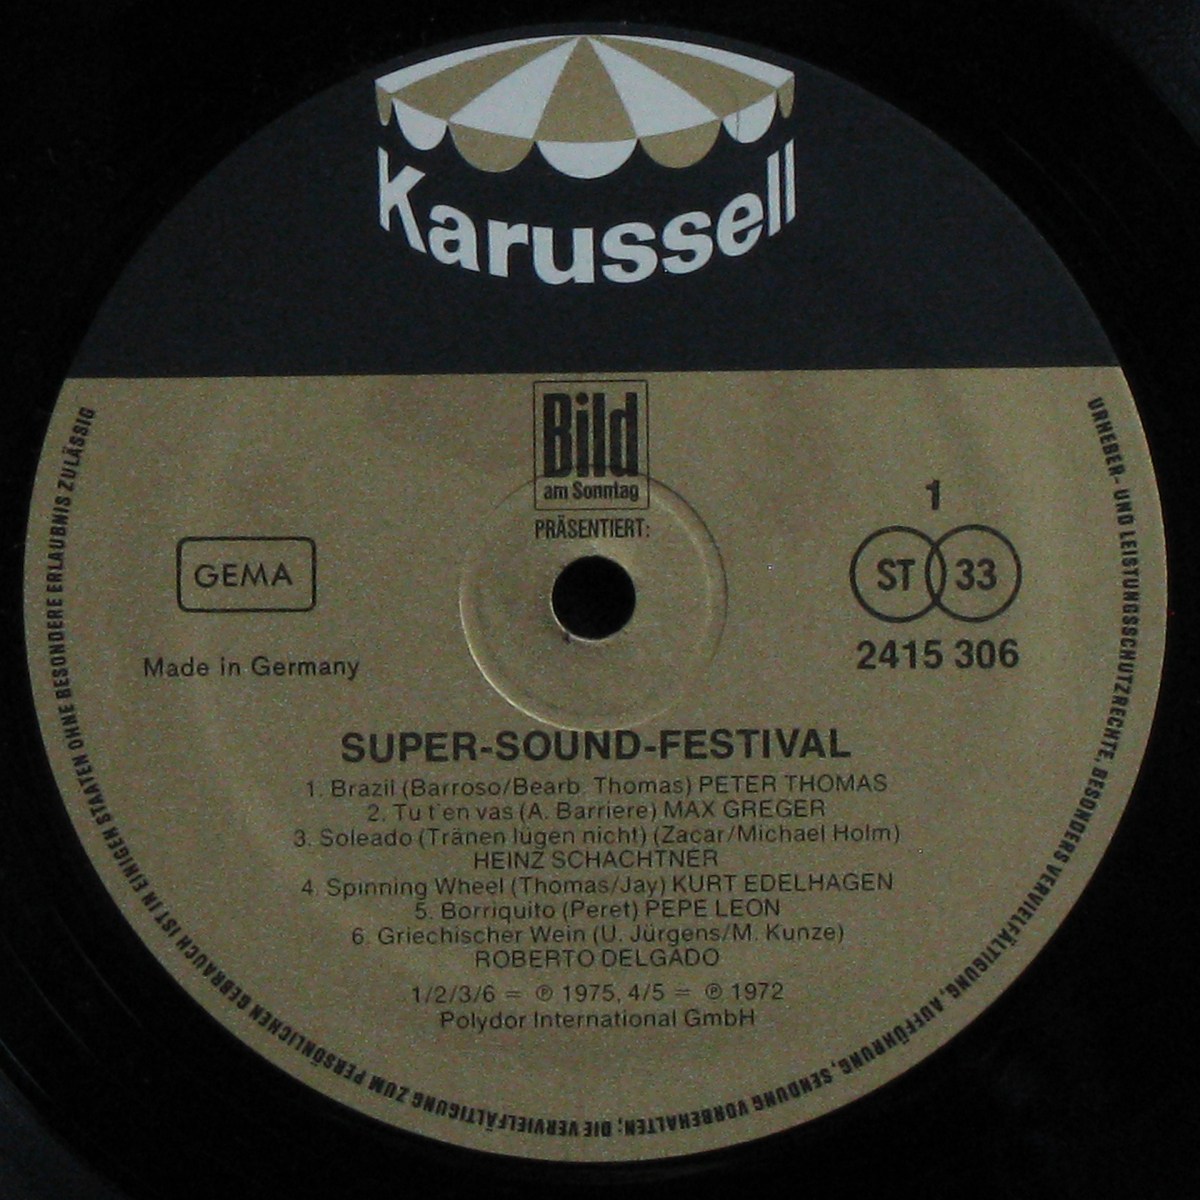 Karussell
Bild
am Sonntag
PRÄSENTIERT:
1
GEMA
ST 33
Made in Germany
2415 306
SUPER-SOUND-FESTIVAL
1. Brazil (Barroso/Bearb. Thomas) PETER THOMAS
2. Tu t'en vas (A. Barriere) MAX GREGER
3. Soleado (Tränen lügen nicht) (Zacar/Michael Holm)
HEINZ SCHACHTNER
4. Spinning Wheel (Thomas/Jay) KURT EDELHAGEN
5. Borriquito (Peret) PEPE LEON
6. Griechischer Wein (U. Jürgens/M. Kunze)
ROBERTO DELGADO
1/2/3/6 = ℗ 1975, 4/5 = ℗ 1972
Polydor International GmbH
URHEBER- UND LEISTUNGSSCHUTZRECHTE, BESONDERS VERVIELFÄLTIGUNG, AUFFÜHRUNG, SENDUNG VORBEHALTEN; DIE VERVIELFÄLTIGUNG ZUM PERSÖNLICHEN GEBRAUCH IST IN EINIGEN STAATEN OHNE BESONDERE ERLAUBNIS ZULÄSSIG